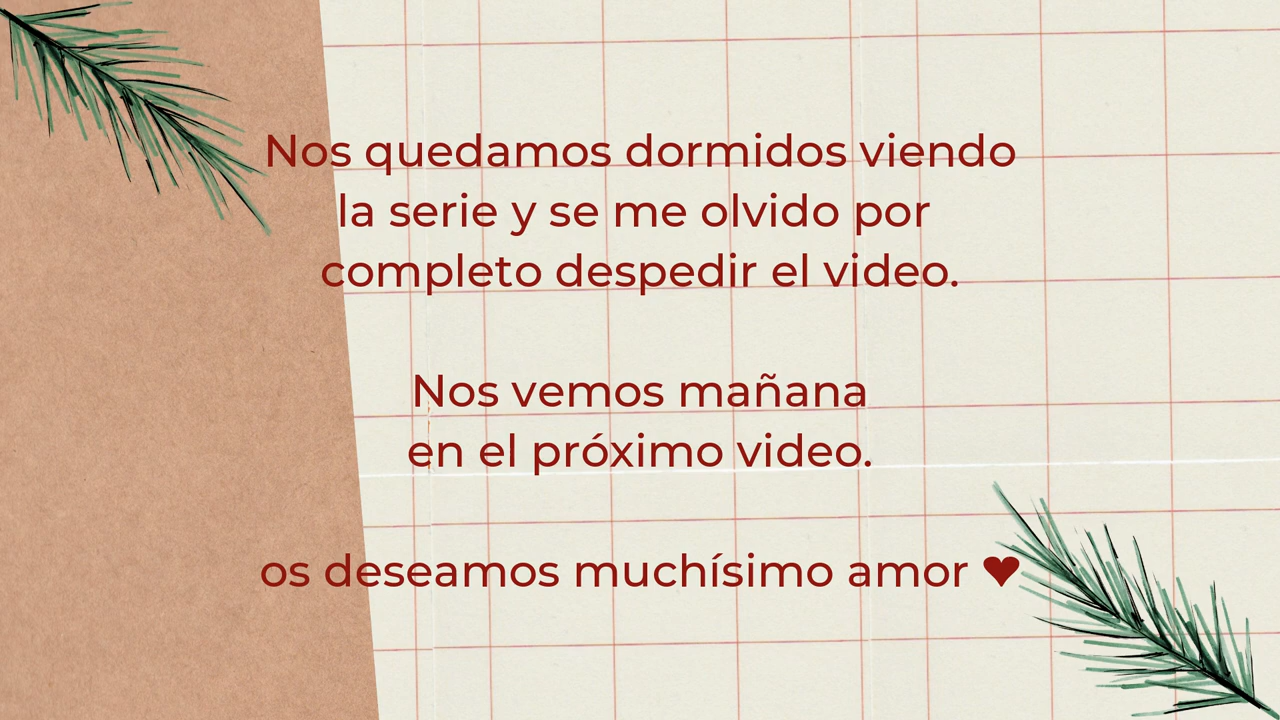 Nos quedamos dormidos viendo
la serie y se me olvido por
completo despedir el video.
Nos vemos mañana
en el próximo video.
os deseamos muchísimo amor ♥